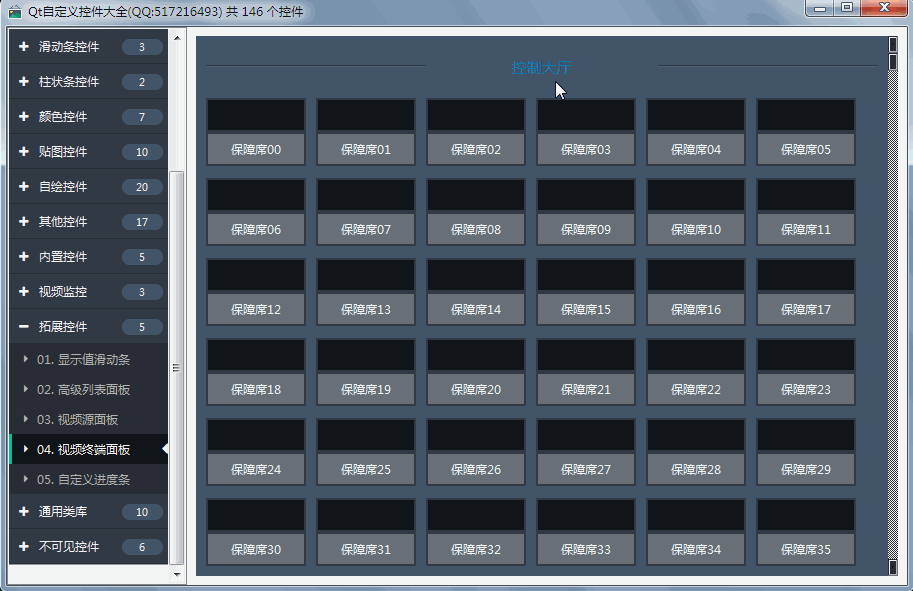 Qt自定义控件大全(QQ:517216493) 共 146 个控件
滑动条控件 3
柱状条控件 2
颜色控件 7
贴图控件 10
自绘控件 20
其他控件 17
内置控件 5
视频监控 3
拓展控件 5
01. 显示值滑动条
02. 高级列表面板
03. 视频源面板
04. 视频终端面板
05. 自定义进度条
通用类库 10
不可见控件 6
控制大厅
保障席00 保障席01 保障席02 保障席03 保障席04 保障席05
保障席06 保障席07 保障席08 保障席09 保障席10 保障席11
保障席12 保障席13 保障席14 保障席15 保障席16 保障席17
保障席18 保障席19 保障席20 保障席21 保障席22 保障席23
保障席24 保障席25 保障席26 保障席27 保障席28 保障席29
保障席30 保障席31 保障席32 保障席33 保障席34 保障席35